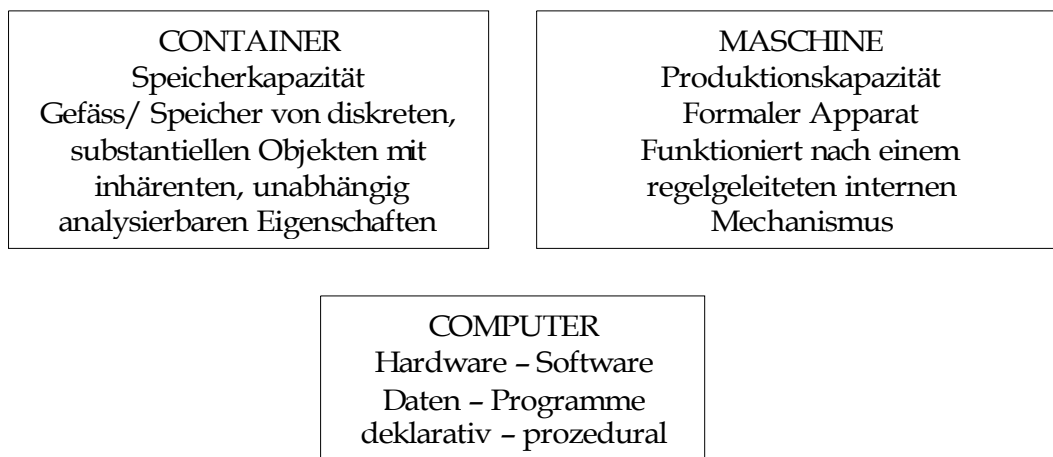 CONTAINER
Speicherkapazität
Gefäss/ Speicher von diskreten,
substantiellen Objekten mit
inhärenten, unabhängig
analysierbaren Eigenschaften
MASCHINE
Produktionskapazität
Formaler Apparat
Funktioniert nach einem
regelgeleiteten internen
Mechanismus
COMPUTER
Hardware – Software
Daten – Programme
deklarativ – prozedural